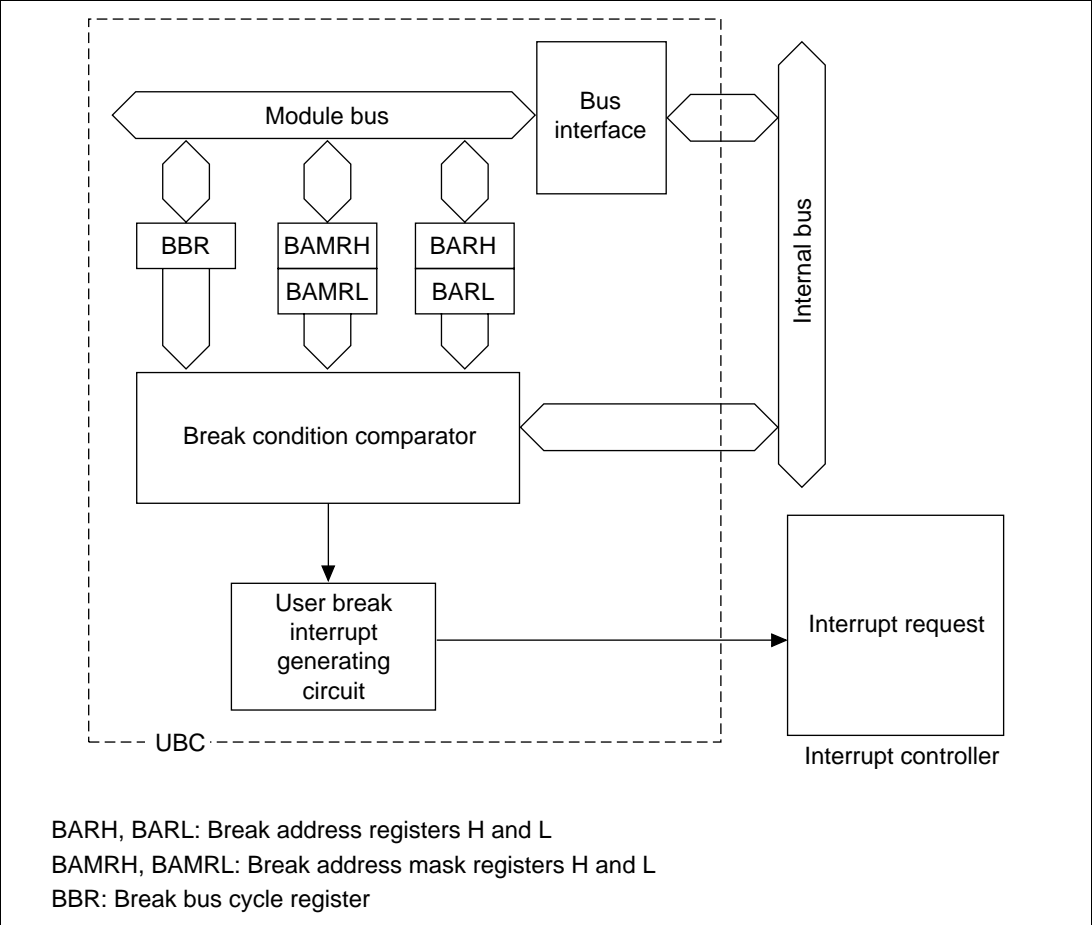 Bus
interface
Module bus
Internal bus
BBR
BAMRH
BARH
BAMRL
BARL
Break condition comparator
User break
interrupt
generating
circuit
Interrupt request
UBC
Interrupt controller
BARH, BARL: Break address registers H and L
BAMRH, BAMRL: Break address mask registers H and L
BBR: Break bus cycle register